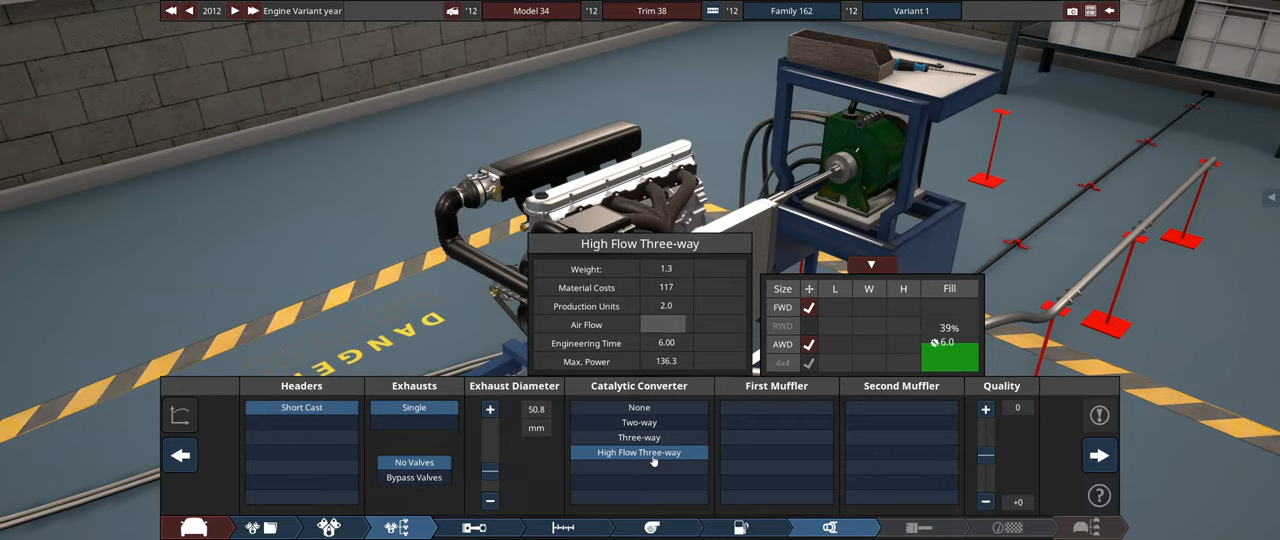 2012 Engine Variant year '12 Model 34 '12 Trim 38 '12 Family 162 '12 Variant 1
DANGE
High Flow Three-way
Weight: 1.3
Material Costs 117
Production Units 2.0
Air Flow
Engineering Time 6.00
Max. Power 136.3
Size L W H Fill
FWD
RWD
AWD
4x4
39%
6.0
Headers
Short Cast
Exhausts
Single
No Valves
Bypass Valves
Exhaust Diameter
+
50.8
mm
-
Catalytic Converter
None
Two-way
Three-way
High Flow Three-way
First Muffler
Second Muffler
Quality
+
0
-
+0
!
?